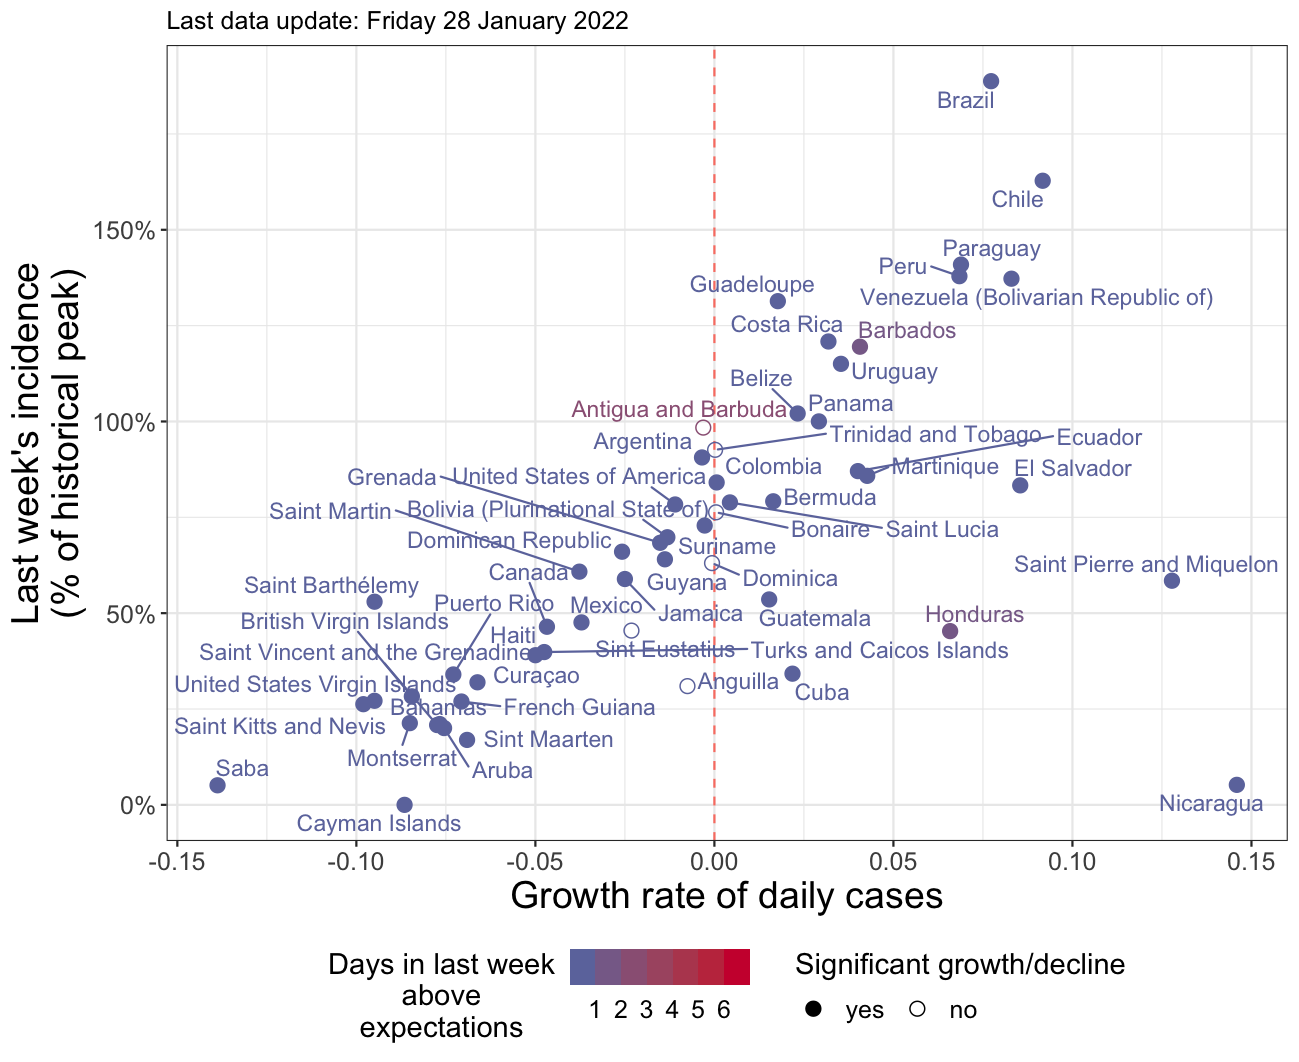 Last data update: Friday 28 January 2022
Last week's incidence
(% of historical peak)
150%
100%
50%
0%
Brazil
Chile
Paraguay
Peru
Guadeloupe
Venezuela (Bolivarian Republic of)
Costa Rica
Barbados
Belize
Uruguay
Antigua and Barbuda
Panama
Argentina
Trinidad and Tobago
Ecuador
Grenada
United States of America
Colombia
Martinique
El Salvador
Saint Martin
Bolivia (Plurinational State of)
Bermuda
Bonaire
Saint Lucia
Dominican Republic
Suriname
Saint Pierre and Miquelon
Canada
Guyana
Dominica
Saint Barthélemy
Puerto Rico
Mexico
Jamaica
Guatemala
Honduras
British Virgin Islands
Haiti
Saint Vincent and the Grenadines
Sint Eustatius
Turks and Caicos Islands
United States Virgin Islands
Curaçao
Anguilla
Cuba
Bahamas
French Guiana
Saint Kitts and Nevis
Sint Maarten
Montserrat
Aruba
Saba
Nicaragua
Cayman Islands
-0.15
-0.10
-0.05
0.00
0.05
0.10
0.15
Growth rate of daily cases
Days in last week
above
expectations
1 2 3 4 5 6
Significant growth/decline
yes
no